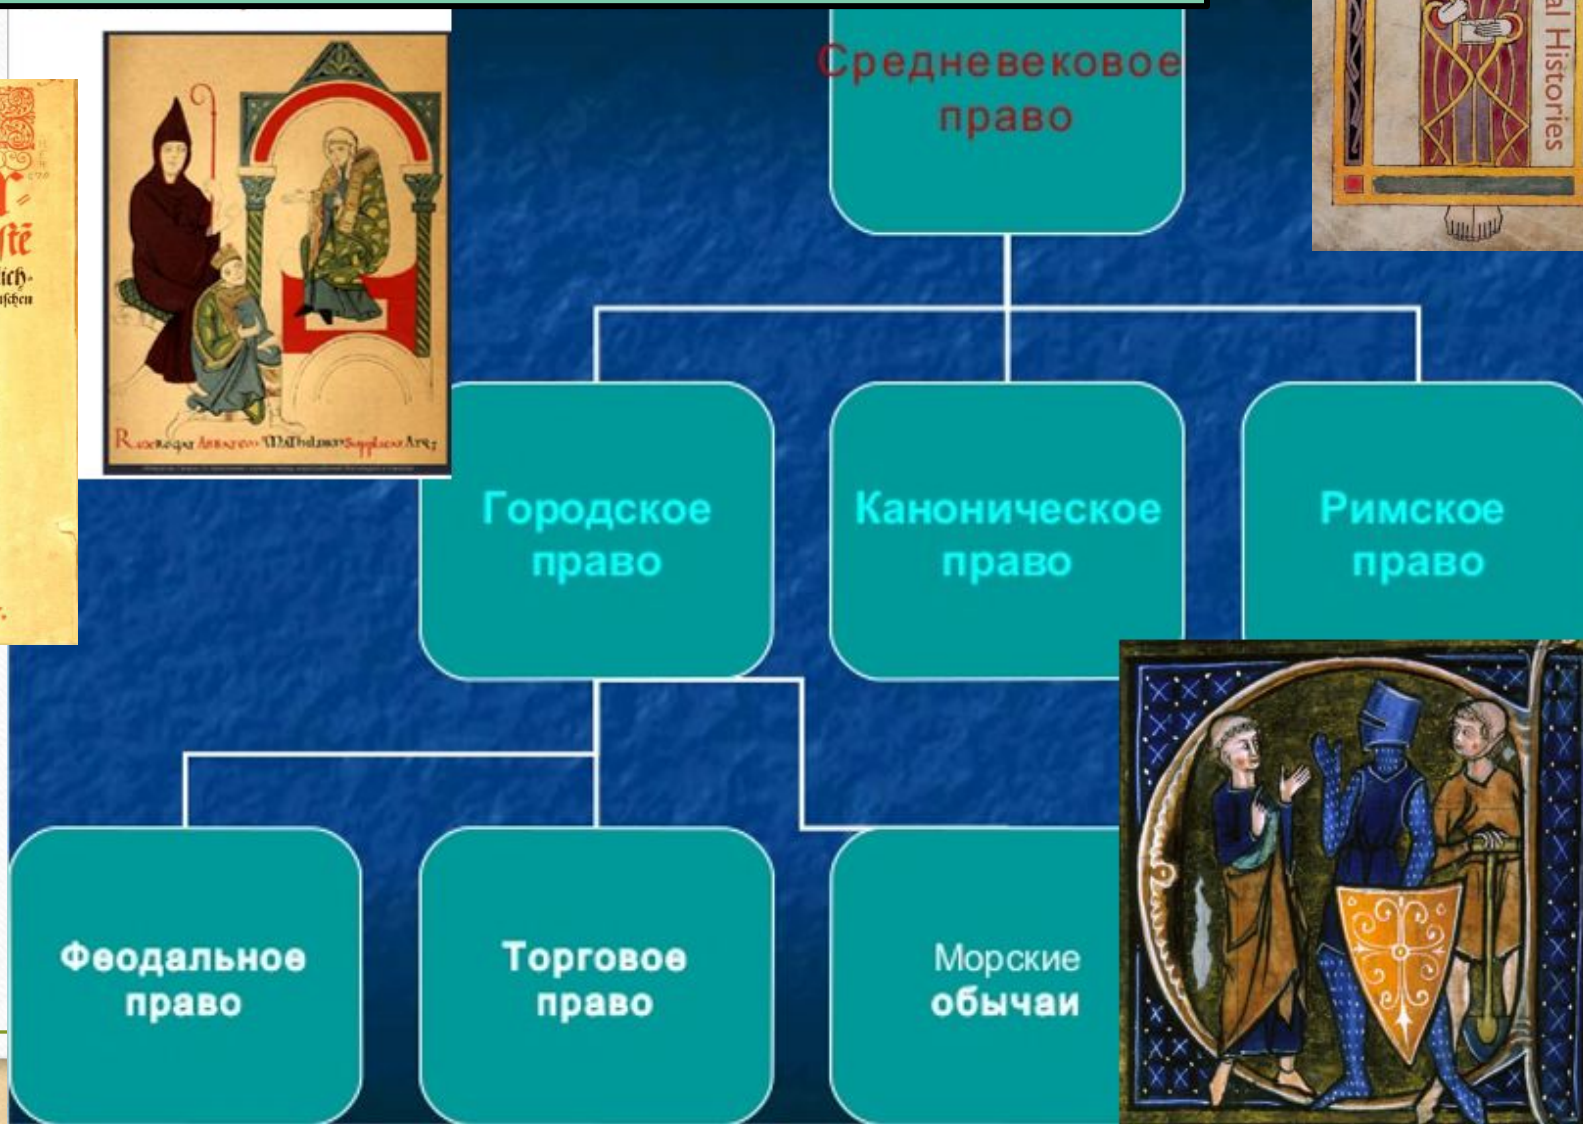 Средневековое
право
al Histories
Городское
право
Каноническое
право
Римское
право
Феодальное
право
Торговое
право
Морские
обычаи